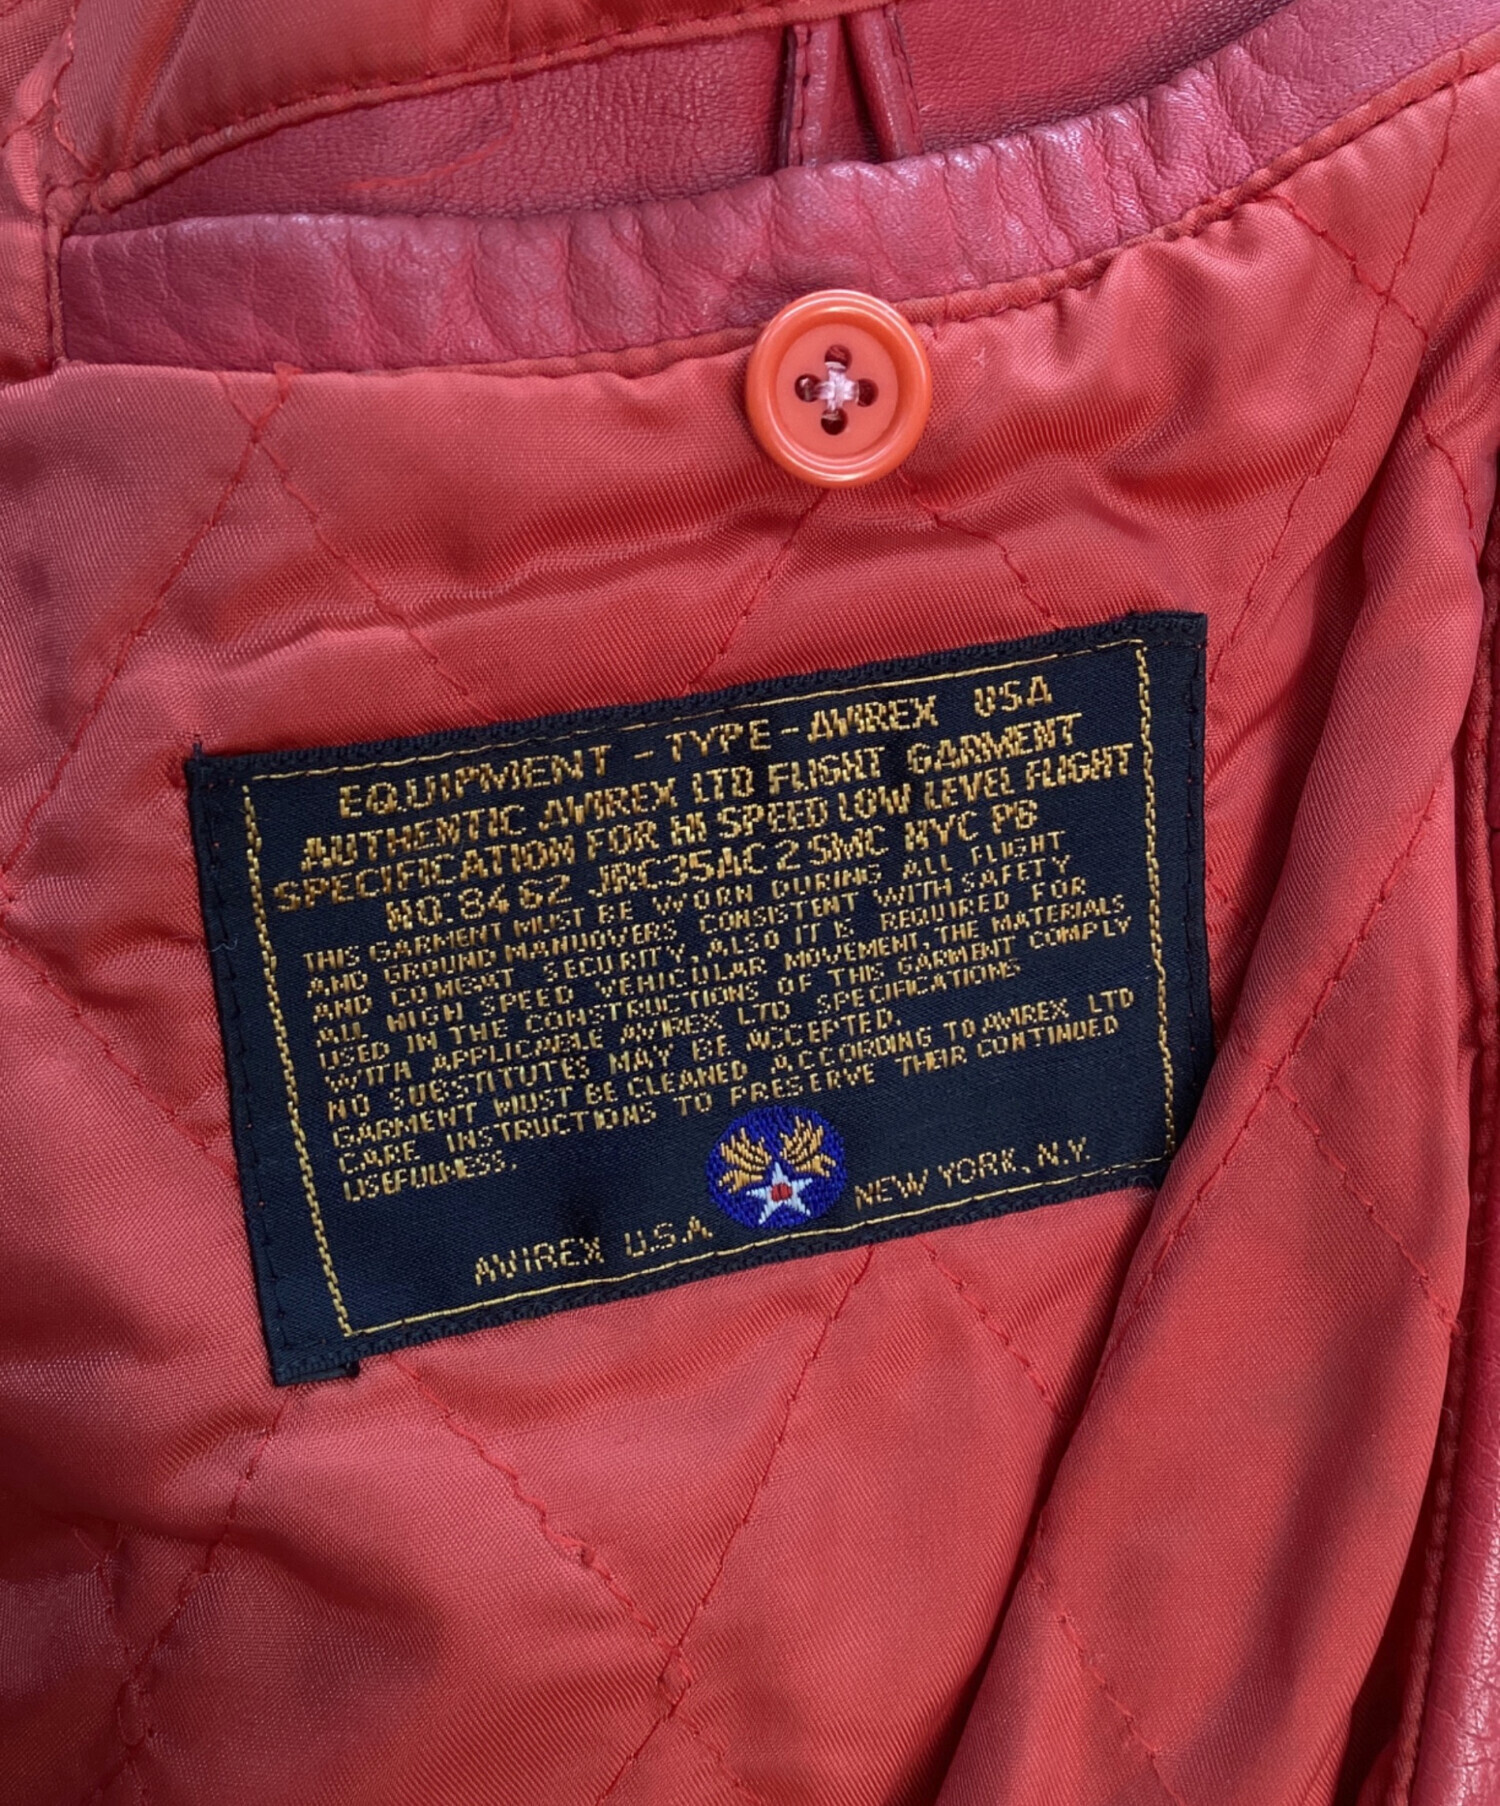 EQUIPMENT - TYPE - AVIREX USA
AUTHENTIC AVIREX LTD FLIGHT GARMENT
SPECIFICATION FOR HI SPEED LOW LEVEL FLIGHT
NO. 8462 JRC35AC 2 SMC NYC PB
THIS GARMENT MUST BE WORN DURING ALL FLIGHT
AND GROUND MANUOVERS CONSISTENT WITH SAFETY
AND COMBAT SECURITY, ALSO IT IS REQUIRED FOR
ALL HIGH SPEED VEHICULAR MOVEMENT, THE MATERIALS
USED IN THE CONSTRUCTIONS OF THIS GARMENT COMPLY
WITH APPLICABLE AVIREX LTD SPECIFICATIONS
NO SUBSTITUTES MAY BE ACCEPTED.
GARMENT MUST BE CLEANED ACCORDING TO AVIREX LTD
CARE INSTRUCTIONS TO PRESERVE THEIR CONTINUED
USEFULNESS.
AVIREX U.S.A NEW YORK, N.Y.